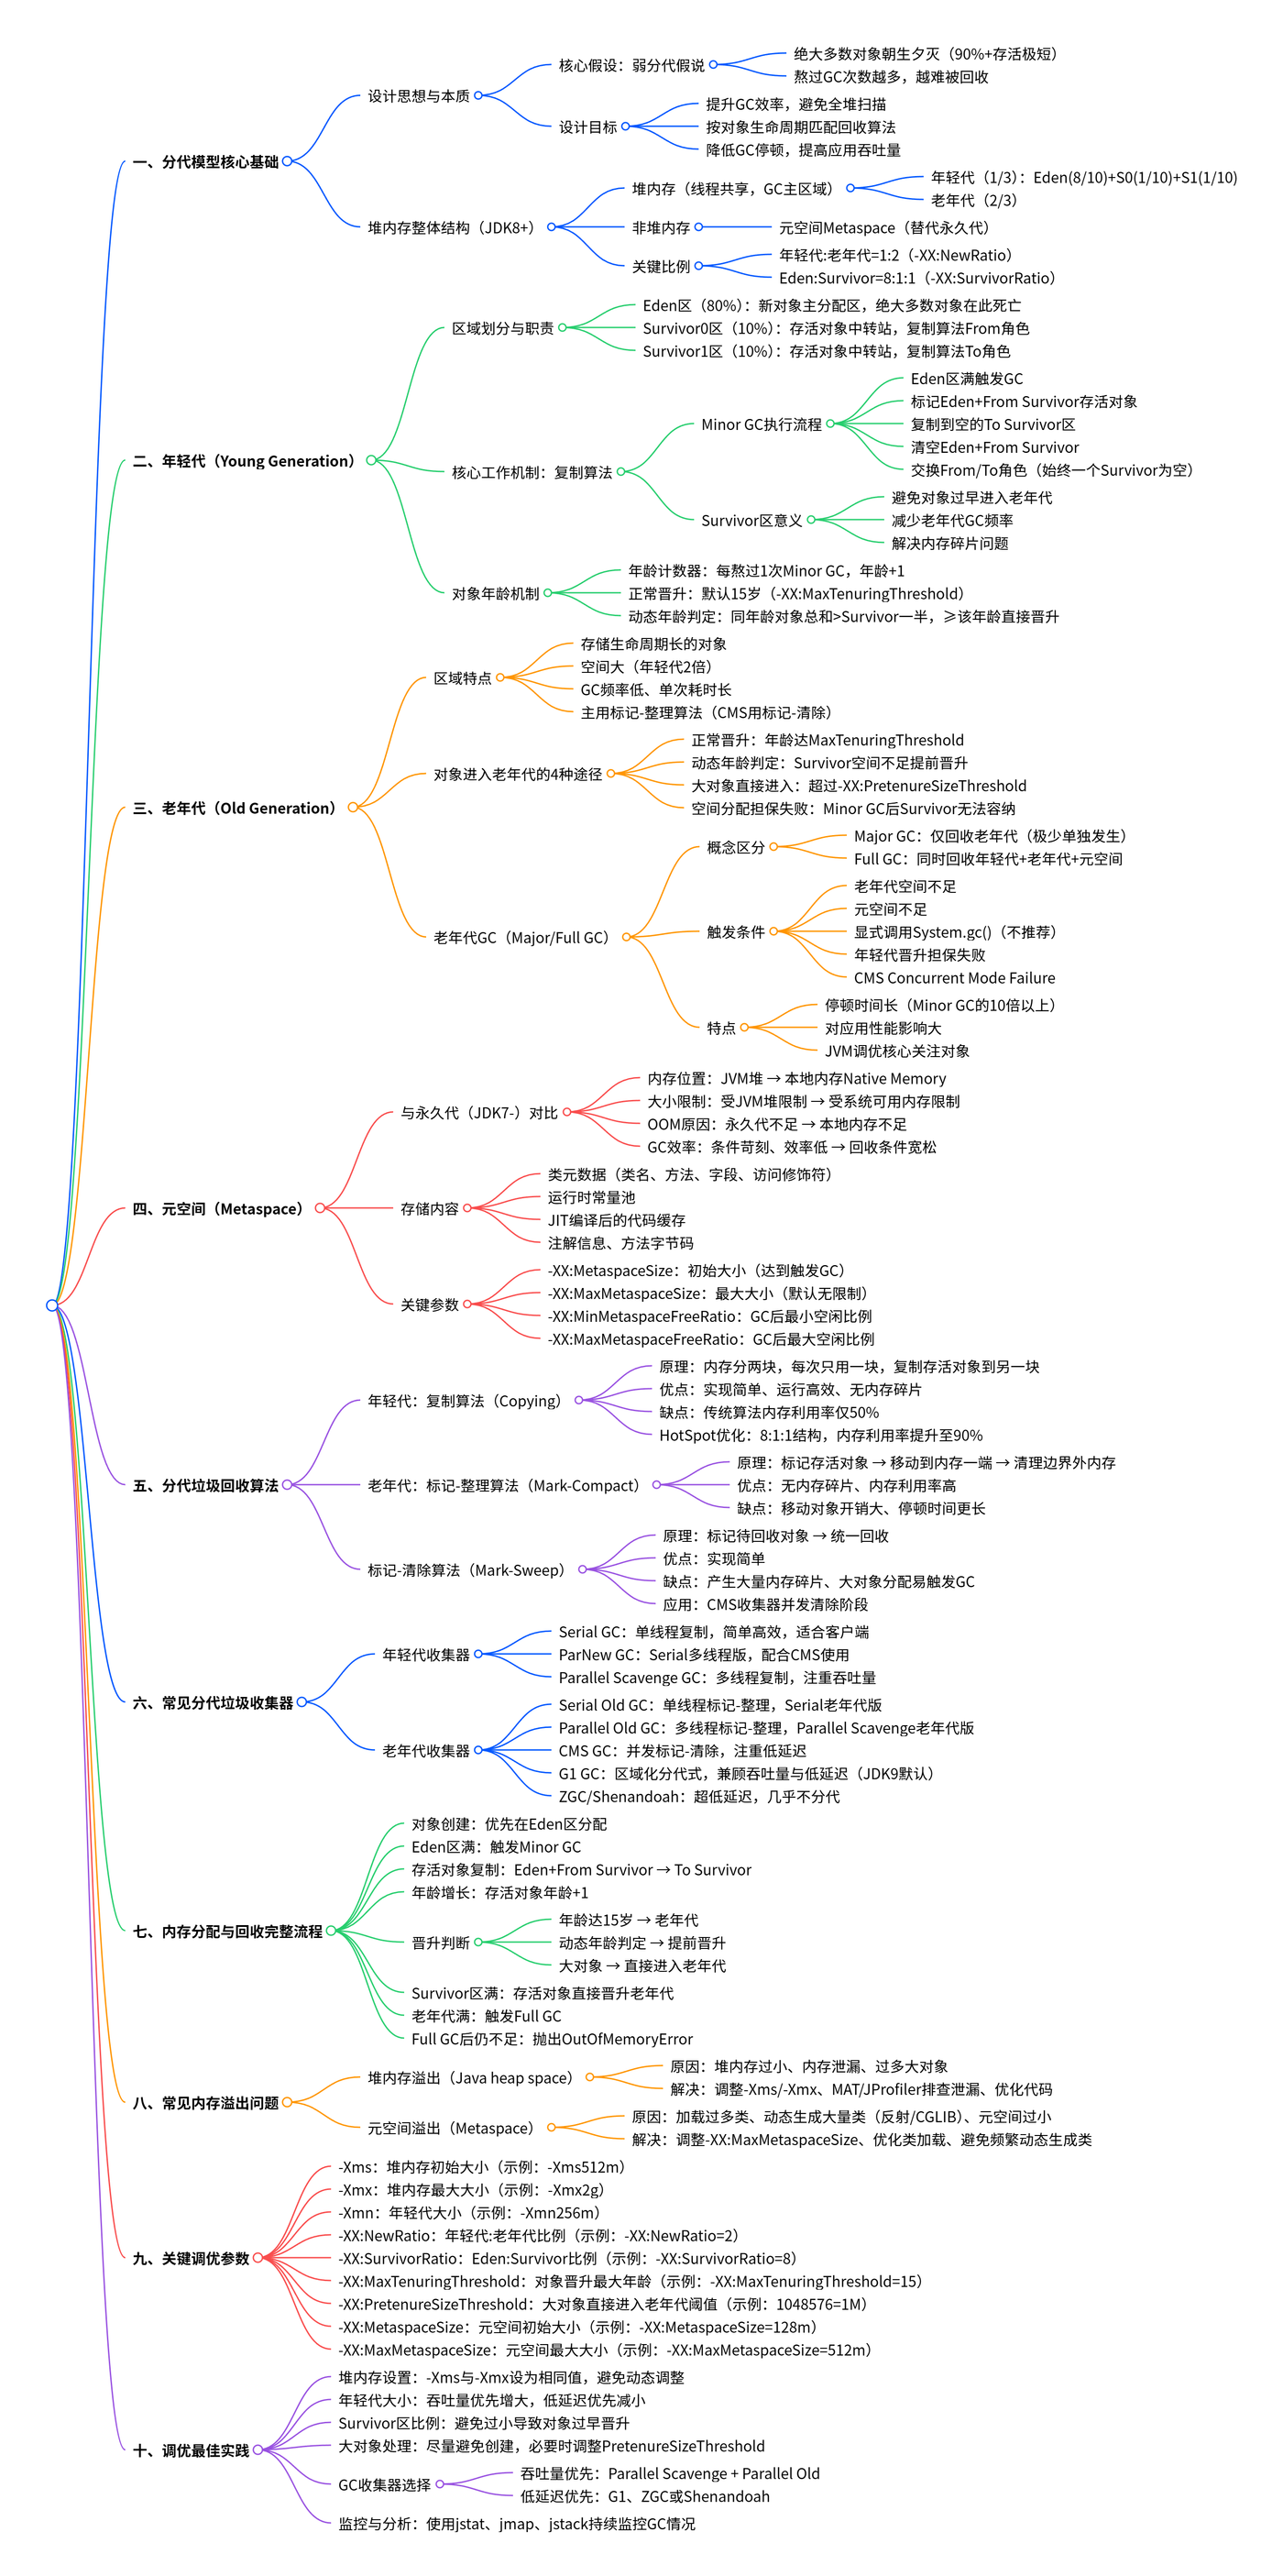 一、分代模型核心基础
设计思想与本质
核心假设：弱分代假说
绝大多数对象朝生夕灭（90%+存活极短）
熬过GC次数越多，越难被回收
设计目标
提升GC效率，避免全堆扫描
按对象生命周期匹配回收算法
降低GC停顿，提高应用吞吐量
堆内存整体结构（JDK8+）
堆内存（线程共享，GC主区域）
年轻代（1/3）：Eden(8/10)+S0(1/10)+S1(1/10)
老年代（2/3）
非堆内存
元空间Metaspace（替代永久代）
关键比例
年轻代:老年代=1:2（-XX:NewRatio）
Eden:Survivor=8:1:1（-XX:SurvivorRatio）
二、年轻代（Young Generation）
区域划分与职责
Eden区（80%）：新对象主分配区，绝大多数对象在此死亡
Survivor0区（10%）：存活对象中转站，复制算法From角色
Survivor1区（10%）：存活对象中转站，复制算法To角色
核心工作机制：复制算法
Minor GC执行流程
Eden区满触发GC
标记Eden+From Survivor存活对象
复制到空的To Survivor区
清空Eden+From Survivor
交换From/To角色（始终一个Survivor为空）
Survivor区意义
避免对象过早进入老年代
减少老年代GC频率
解决内存碎片问题
对象年龄机制
年龄计数器：每熬过1次Minor GC，年龄+1
正常晋升：默认15岁（-XX:MaxTenuringThreshold）
动态年龄判定：同年龄对象总和>Survivor一半，≥该年龄直接晋升
三、老年代（Old Generation）
区域特点
存储生命周期长的对象
空间大（年轻代2倍）
GC频率低、单次耗时长
主用标记-整理算法（CMS用标记-清除）
对象进入老年代的4种途径
正常晋升：年龄达MaxTenuringThreshold
动态年龄判定：Survivor空间不足提前晋升
大对象直接进入：超过-XX:PretenureSizeThreshold
空间分配担保失败：Minor GC后Survivor无法容纳
老年代GC（Major/Full GC）
概念区分
Major GC：仅回收老年代（极少单独发生）
Full GC：同时回收年轻代+老年代+元空间
触发条件
老年代空间不足
元空间不足
显式调用System.gc()（不推荐）
年轻代晋升担保失败
CMS Concurrent Mode Failure
特点
停顿时间长（Minor GC的10倍以上）
对应用性能影响大
JVM调优核心关注对象
四、元空间（Metaspace）
与永久代（JDK7-）对比
内存位置：JVM堆 → 本地内存Native Memory
大小限制：受JVM堆限制 → 受系统可用内存限制
OOM原因：永久代不足 → 本地内存不足
GC效率：条件苛刻、效率低 → 回收条件宽松
存储内容
类元数据（类名、方法、字段、访问修饰符）
运行时常量池
JIT编译后的代码缓存
注解信息、方法字节码
关键参数
-XX:MetaspaceSize：初始大小（达到触发GC）
-XX:MaxMetaspaceSize：最大大小（默认无限制）
-XX:MinMetaspaceFreeRatio：GC后最小空闲比例
-XX:MaxMetaspaceFreeRatio：GC后最大空闲比例
五、分代垃圾回收算法
年轻代：复制算法（Copying）
原理：内存分两块，每次只用一块，复制存活对象到另一块
优点：实现简单、运行高效、无内存碎片
缺点：传统算法内存利用率仅50%
HotSpot优化：8:1:1结构，内存利用率提升至90%
老年代：标记-整理算法（Mark-Compact）
原理：标记存活对象 → 移动到内存一端 → 清理边界外内存
优点：无内存碎片、内存利用率高
缺点：移动对象开销大、停顿时间更长
标记-清除算法（Mark-Sweep）
原理：标记待回收对象 → 统一回收
优点：实现简单
缺点：产生大量内存碎片、大对象分配易触发GC
应用：CMS收集器并发清除阶段
六、常见分代垃圾收集器
年轻代收集器
Serial GC：单线程复制，简单高效，适合客户端
ParNew GC：Serial多线程版，配合CMS使用
Parallel Scavenge GC：多线程复制，注重吞吐量
老年代收集器
Serial Old GC：单线程标记-整理，Serial老年代版
Parallel Old GC：多线程标记-整理，Parallel Scavenge老年代版
CMS GC：并发标记-清除，注重低延迟
G1 GC：区域化分代式，兼顾吞吐量与低延迟（JDK9默认）
ZGC/Shenandoah：超低延迟，几乎不分代
七、内存分配与回收完整流程
对象创建：优先在Eden区分配
Eden区满：触发Minor GC
存活对象复制：Eden+From Survivor → To Survivor
年龄增长：存活对象年龄+1
晋升判断
年龄达15岁 → 老年代
动态年龄判定 → 提前晋升
大对象 → 直接进入老年代
Survivor区满：存活对象直接晋升老年代
老年代满：触发Full GC
Full GC后仍不足：抛出OutOfMemoryError
八、常见内存溢出问题
堆内存溢出（Java heap space）
原因：堆内存过小、内存泄漏、过多大对象
解决：调整-Xms/-Xmx、MAT/JProfiler排查泄漏、优化代码
元空间溢出（Metaspace）
原因：加载过多类、动态生成大量类（反射/CGLIB）、元空间过小
解决：调整-XX:MaxMetaspaceSize、优化类加载、避免频繁动态生成类
九、关键调优参数
-Xms：堆内存初始大小（示例：-Xms512m）
-Xmx：堆内存最大大小（示例：-Xmx2g）
-Xmn：年轻代大小（示例：-Xmn256m）
-XX:NewRatio：年轻代:老年代比例（示例：-XX:NewRatio=2）
-XX:SurvivorRatio：Eden:Survivor比例（示例：-XX:SurvivorRatio=8）
-XX:MaxTenuringThreshold：对象晋升最大年龄（示例：-XX:MaxTenuringThreshold=15）
-XX:PretenureSizeThreshold：大对象直接进入老年代阈值（示例：1048576=1M）
-XX:MetaspaceSize：元空间初始大小（示例：-XX:MetaspaceSize=128m）
-XX:MaxMetaspaceSize：元空间最大大小（示例：-XX:MaxMetaspaceSize=512m）
十、调优最佳实践
堆内存设置：-Xms与-Xmx设为相同值，避免动态调整
年轻代大小：吞吐量优先增大，低延迟优先减小
Survivor区比例：避免过小导致对象过早晋升
大对象处理：尽量避免创建，必要时调整PretenureSizeThreshold
GC收集器选择
吞吐量优先：Parallel Scavenge + Parallel Old
低延迟优先：G1、ZGC或Shenandoah
监控与分析：使用jstat、jmap、jstack持续监控GC情况